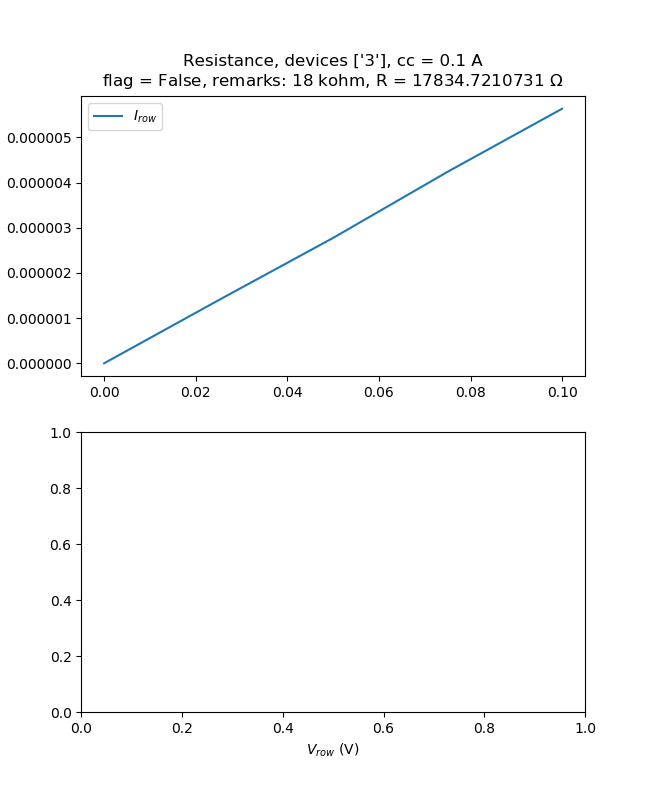 Resistance, devices ['3'], cc = 0.1 A
flag = False, remarks: 18 kohm, R = 17834.7210731 Ω
I_row
0.000005
0.000004
0.000003
0.000002
0.000001
0.000000
0.00 0.02 0.04 0.06 0.08 0.10
1.0
0.8
0.6
0.4
0.2
0.0
0.0 0.2 0.4 0.6 0.8 1.0
V_row (V)